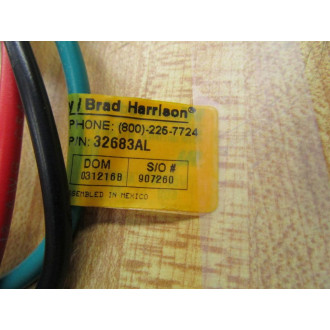 / Brad Harrison®
PHONE: (800)-225-7724
P/N: 32683AL
DOM S/O #
0312168 907260
ASSEMBLED IN MEXICO